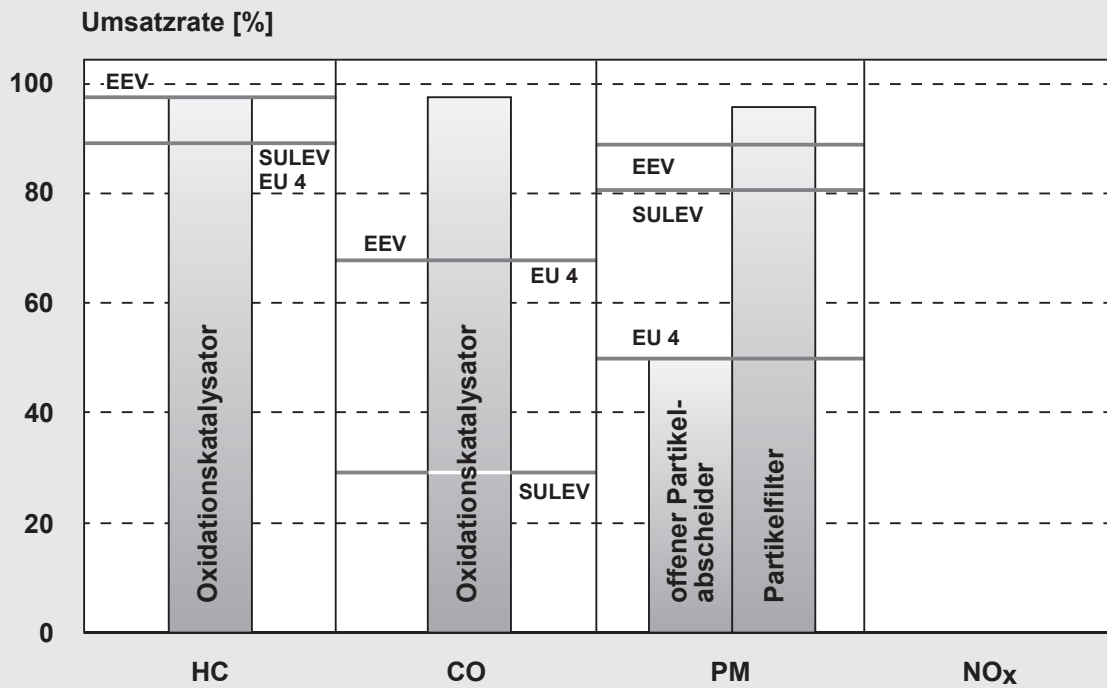 Umsatzrate [%]
100
80
60
40
20
0
EEV
SULEV
EU 4
Oxidationskatalysator
EEV
EU 4
SULEV
Oxidationskatalysator
EEV
SULEV
EU 4
offener Partikel-
abscheider
Partikelfilter
HC
CO
PM
NOx